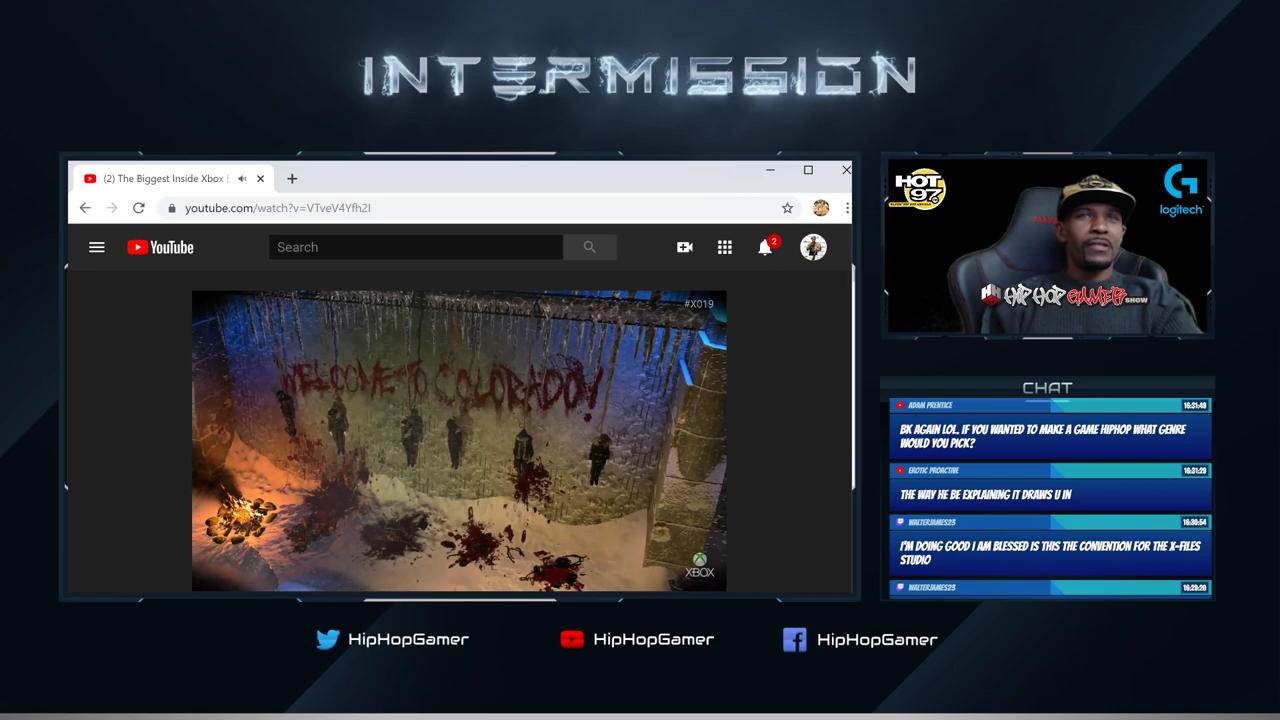 INTERMISSION
(2) The Biggest Inside Xbox E
youtube.com/watch?v=VTveV4Yfh2I
YouTube
Search
2
#X019
WELCOME TO COLORADO!
XBOX
HOT
97
logitech
HIP HOP GAMER SHOW
CHAT
ADAM PRENTICE 16:31:49
BK AGAIN LOL. IF YOU WANTED TO MAKE A GAME HIPHOP WHAT GENRE
WOULD YOU PICK?
EROTIC PROACTIVE 16:31:29
THE WAY HE BE EXPLAINING IT DRAWS U IN
WALTERJAMES23 16:30:54
I'M DOING GOOD I AM BLESSED IS THIS THE CONVENTION FOR THE X-FILES
STUDIO
WALTERJAMES23 16:29:20
HipHopGamer
HipHopGamer
HipHopGamer